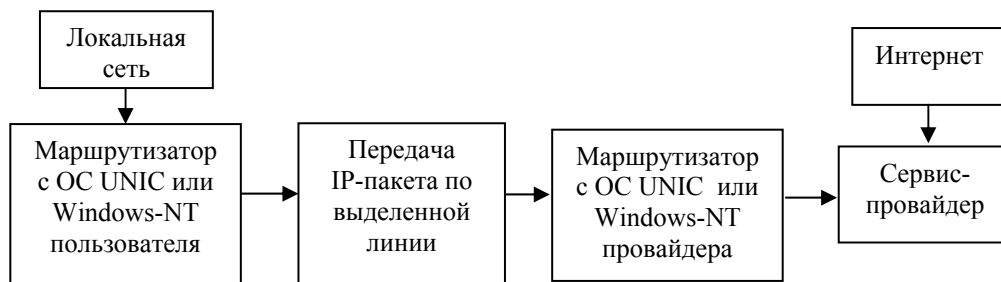 Локальная
сеть
Интернет
Маршрутизатор
с ОС UNIC или
Windows-NT
пользователя
Передача
IP-пакета по
выделенной
линии
Маршрутизатор
с ОС UNIC или
Windows-NT
провайдера
Сервис-
провайдер